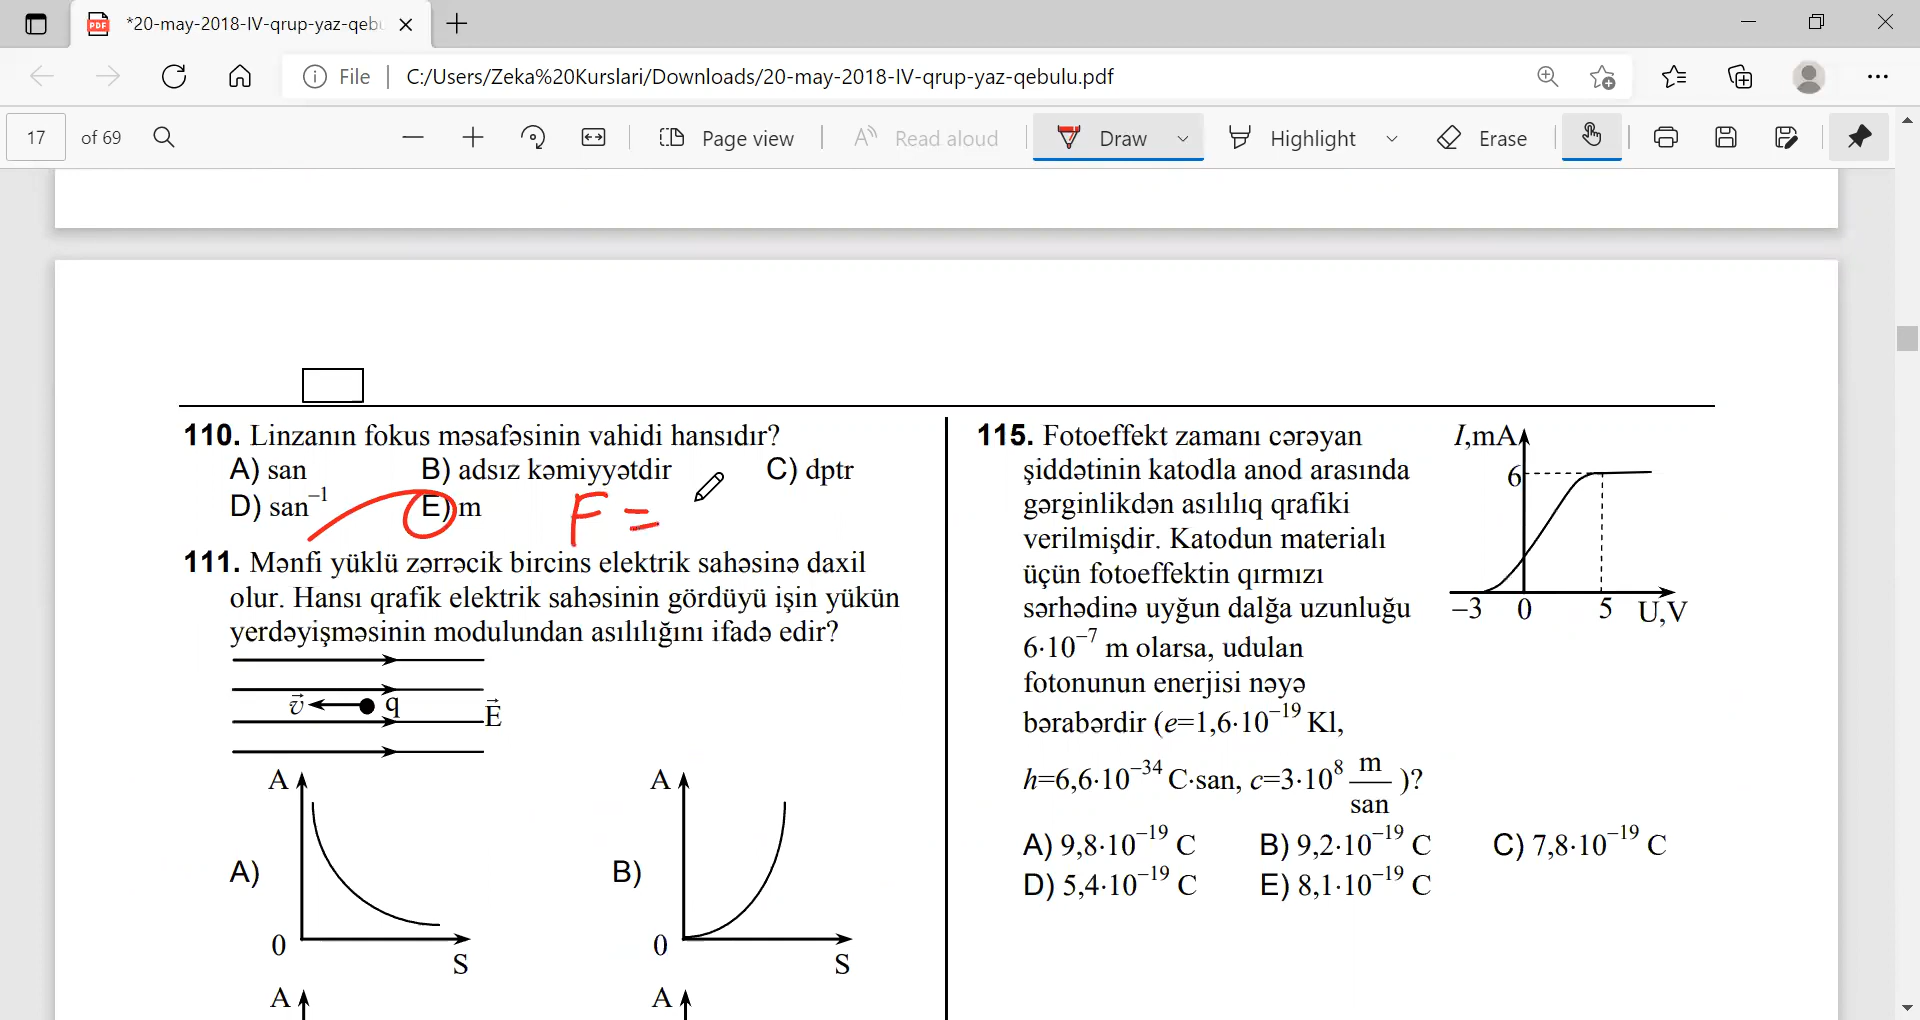 *20-may-2018-IV-qrup-yaz-qebu
File | C:/Users/Zeka%20Kurslari/Downloads/20-may-2018-IV-qrup-yaz-qebulu.pdf
17 of 69 Page view Read aloud Draw Highlight Erase
110. Linzanın fokus məsafəsinin vahidi hansıdır?
A) san B) adsız kəmiyyətdir C) dptr
D) san⁻¹ E) m
F =
111. Mənfi yüklü zərrəcik bircins elektrik sahəsinə daxil
olur. Hansı qrafik elektrik sahəsinin gördüyü işin yükün
yerdəyişməsinin modulundan asılılığını ifadə edir?
v⃗ q E⃗
A A
A) B)
0 0
S S
A A
115. Fotoeffekt zamanı cərəyan
şiddətinin katodla anod arasında
gərginlikdən asılılıq qrafiki
verilmişdir. Katodun materialı
üçün fotoeffektin qırmızı
sərhədinə uyğun dalğa uzunluğu
6·10⁻⁷ m olarsa, udulan
fotonunun enerjisi nəyə
bərabərdir (e=1,6·10⁻¹⁹ Kl,
h=6,6·10⁻³⁴ C·san, c=3·10⁸ m/san )?
I,mA
6
−3 0 5 U,V
A) 9,8·10⁻¹⁹ C B) 9,2·10⁻¹⁹ C C) 7,8·10⁻¹⁹ C
D) 5,4·10⁻¹⁹ C E) 8,1·10⁻¹⁹ C